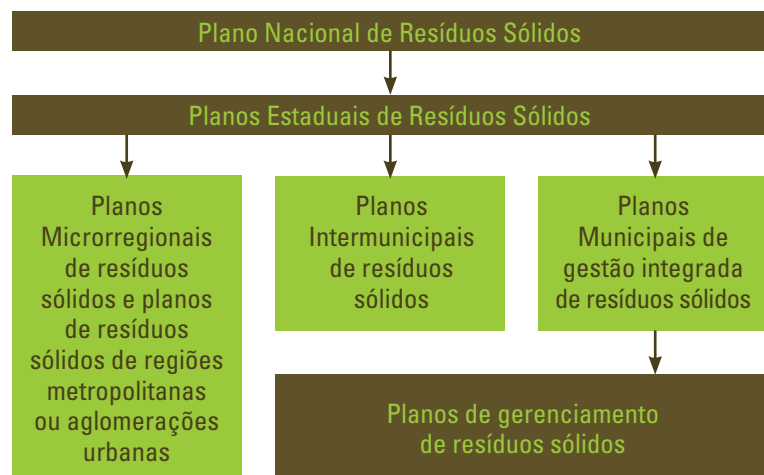 Plano Nacional de Resíduos Sólidos
Planos Estaduais de Resíduos Sólidos
Planos
Microrregionais
de resíduos
sólidos e planos
de resíduos
sólidos de regiões
metropolitanas
ou aglomerações
urbanas
Planos
Intermunicipais
de resíduos
sólidos
Planos
Municipais de
gestão integrada
de resíduos sólidos
Planos de gerenciamento
de resíduos sólidos